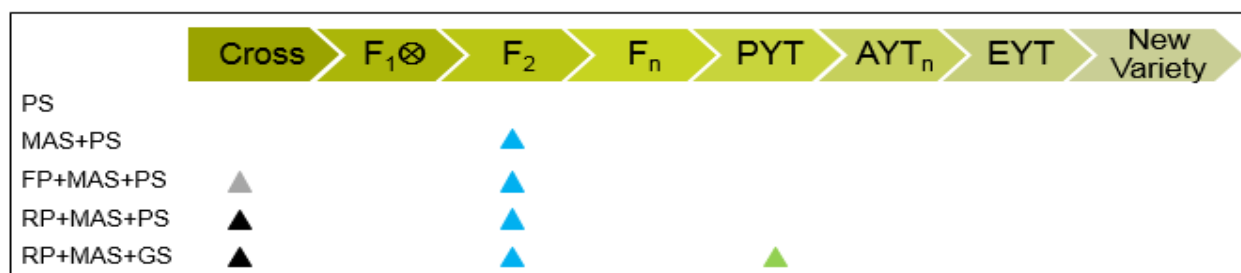 Cross F₁⊗ F₂ Fₙ PYT AYTₙ EYT New Variety
PS
MAS+PS
FP+MAS+PS
RP+MAS+PS
RP+MAS+GS